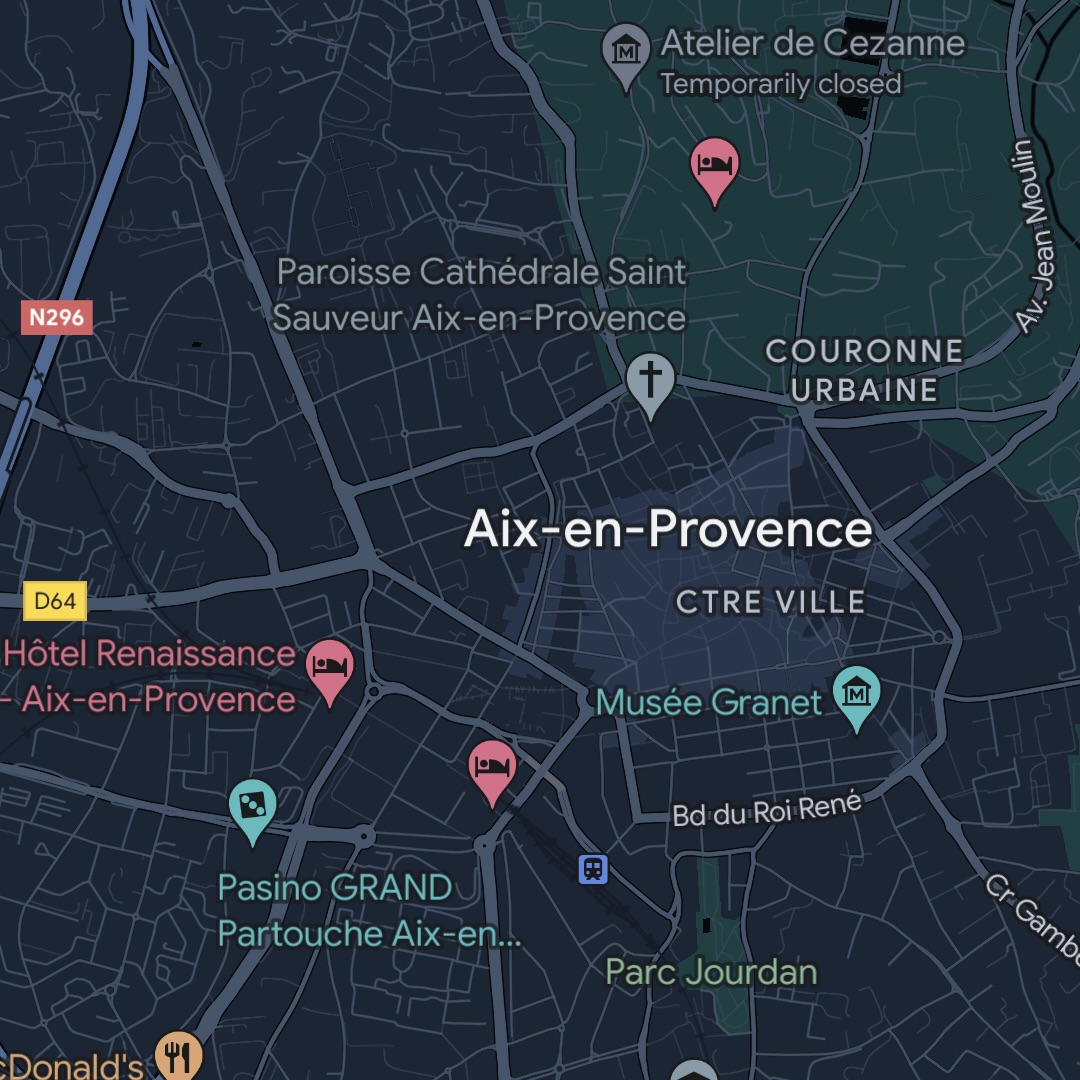 Atelier de Cezanne
Temporarily closed
Av. Jean Moulin
Paroisse Cathédrale Saint
Sauveur Aix-en-Provence
N296
COURONNE
URBAINE
Aix-en-Provence
CTRE VILLE
D64
Hôtel Renaissance
- Aix-en-Provence
Musée Granet
Bd du Roi René
Pasino GRAND
Partouche Aix-en...
Cr Gambe
Parc Jourdan
cDonald's